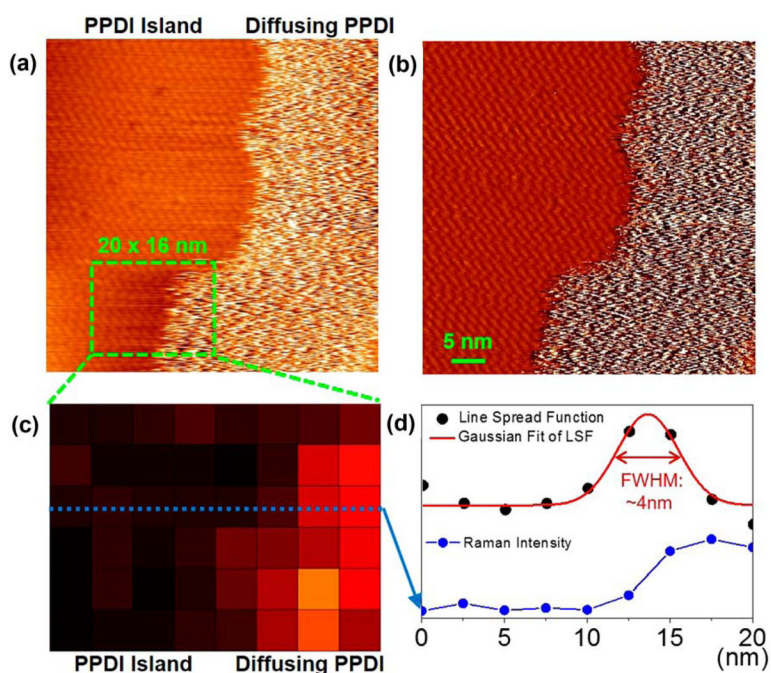 PPDI Island Diffusing PPDI
(a)
(b)
20 x 16 nm
5 nm
(c)
PPDI Island Diffusing PPDI
(d)
Line Spread Function
Gaussian Fit of LSF
FWHM:
~4nm
Raman Intensity
0 5 10 15 20
(nm)